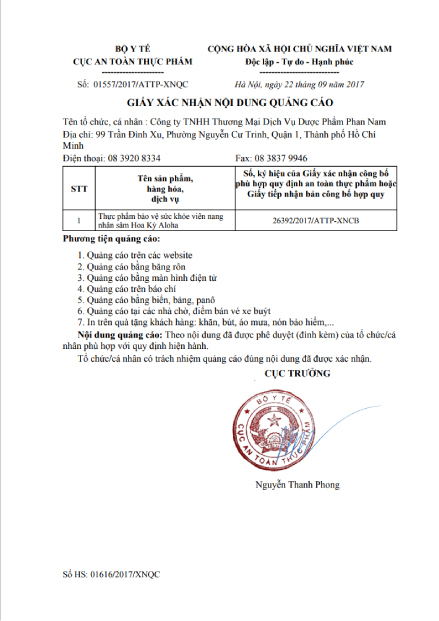 BỘ Y TẾ
CỤC AN TOÀN THỰC PHẨM
CỘNG HÒA XÃ HỘI CHỦ NGHĨA VIỆT NAM
Độc lập - Tự do - Hạnh phúc
Số: 01557/2017/ATTP-XNQC
Hà Nội, ngày 22 tháng 09 năm 2017
GIẤY XÁC NHẬN NỘI DUNG QUẢNG CÁO
Tên tổ chức, cá nhân : Công ty TNHH Thương Mại Dịch Vụ Dược Phẩm Phan Nam
Địa chỉ: 99 Trần Đình Xu, Phường Nguyễn Cư Trinh, Quận 1, Thành phố Hồ Chí
Minh
Điện thoại: 08 3920 8334 Fax: 08 3837 9946
STT
Tên sản phẩm,
hàng hóa,
dịch vụ
Số, ký hiệu của Giấy xác nhận công bố
phù hợp quy định an toàn thực phẩm hoặc
Giấy tiếp nhận bản công bố hợp quy
1
Thực phẩm bảo vệ sức khỏe viên nang
nhân sâm Hoa Kỳ Aloha
26392/2017/ATTP-XNCB
Phương tiện quảng cáo:
1. Quảng cáo trên các website
2. Quảng cáo bằng băng rôn
3. Quảng cáo bằng màn hình điện tử
4. Quảng cáo trên báo chí
5. Quảng cáo bằng biển, bảng, panô
6. Quảng cáo tại các nhà chờ, điểm bán vé xe buýt
7. In trên quà tặng khách hàng: khăn, bút, áo mưa, nón bảo hiểm,...
Nội dung quảng cáo: Theo nội dung đã được phê duyệt (đính kèm) của tổ chức/cá
nhân phù hợp với quy định hiện hành.
Tổ chức/cá nhân có trách nhiệm quảng cáo đúng nội dung đã được xác nhận.
CỤC TRƯỞNG
BỘ Y TẾ
CỤC AN TOÀN THỰC PHẨM
Nguyễn Thanh Phong
Số HS: 01616/2017/XNQC